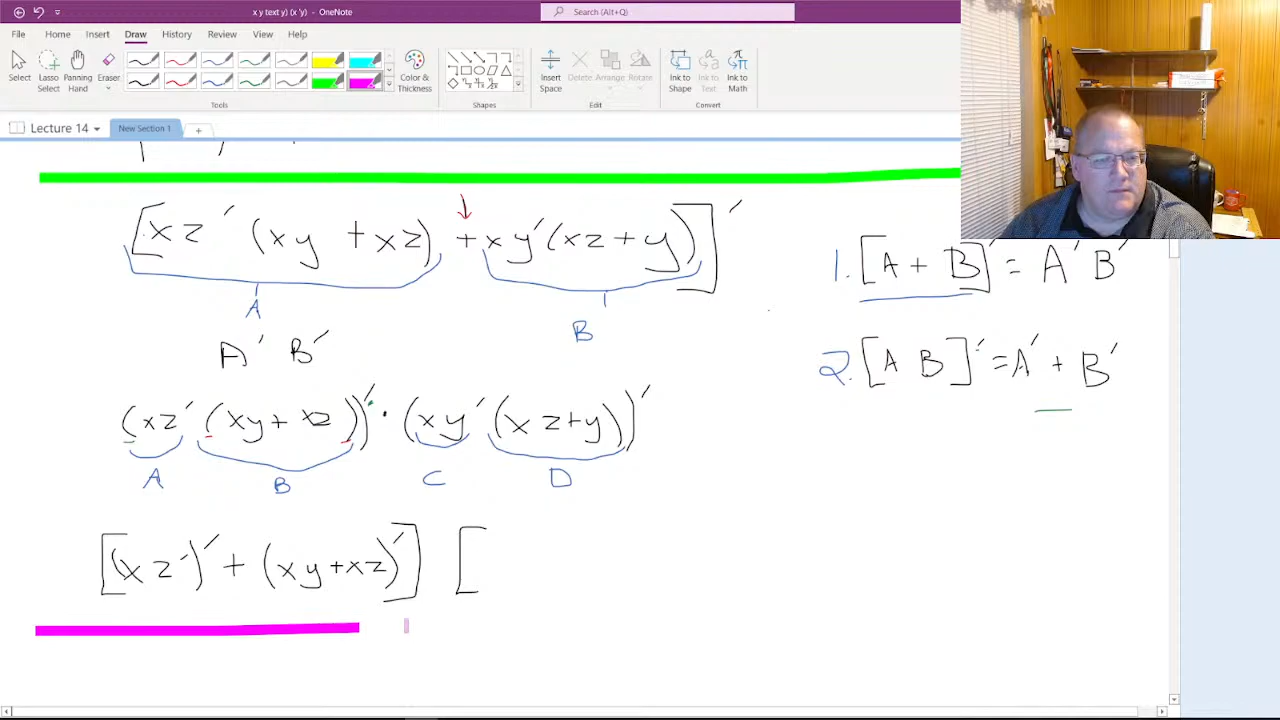 x y text y) (x 'y) - OneNote
Search (Alt+Q)
File Home Insert Draw History Review View Help
Select Lasso Select Panning Hand Eraser Color & Thickness Shapes Insert Space Delete Arrange Rotate Ink to Shape Ink to Text Ink to Math
Tools Shapes Edit Convert
Lecture 14 New Section 1 +
[xz′(xy + xz) + xy′(xz + y)]′
A
B
1. [A + B]′ = A′ B′
A′ B′
2. [A B]′ = A′ + B′
(xz′(xy + xz))′ · (xy′(xz + y))′
A B C D
[(xz′)′ + (xy + xz)′] [